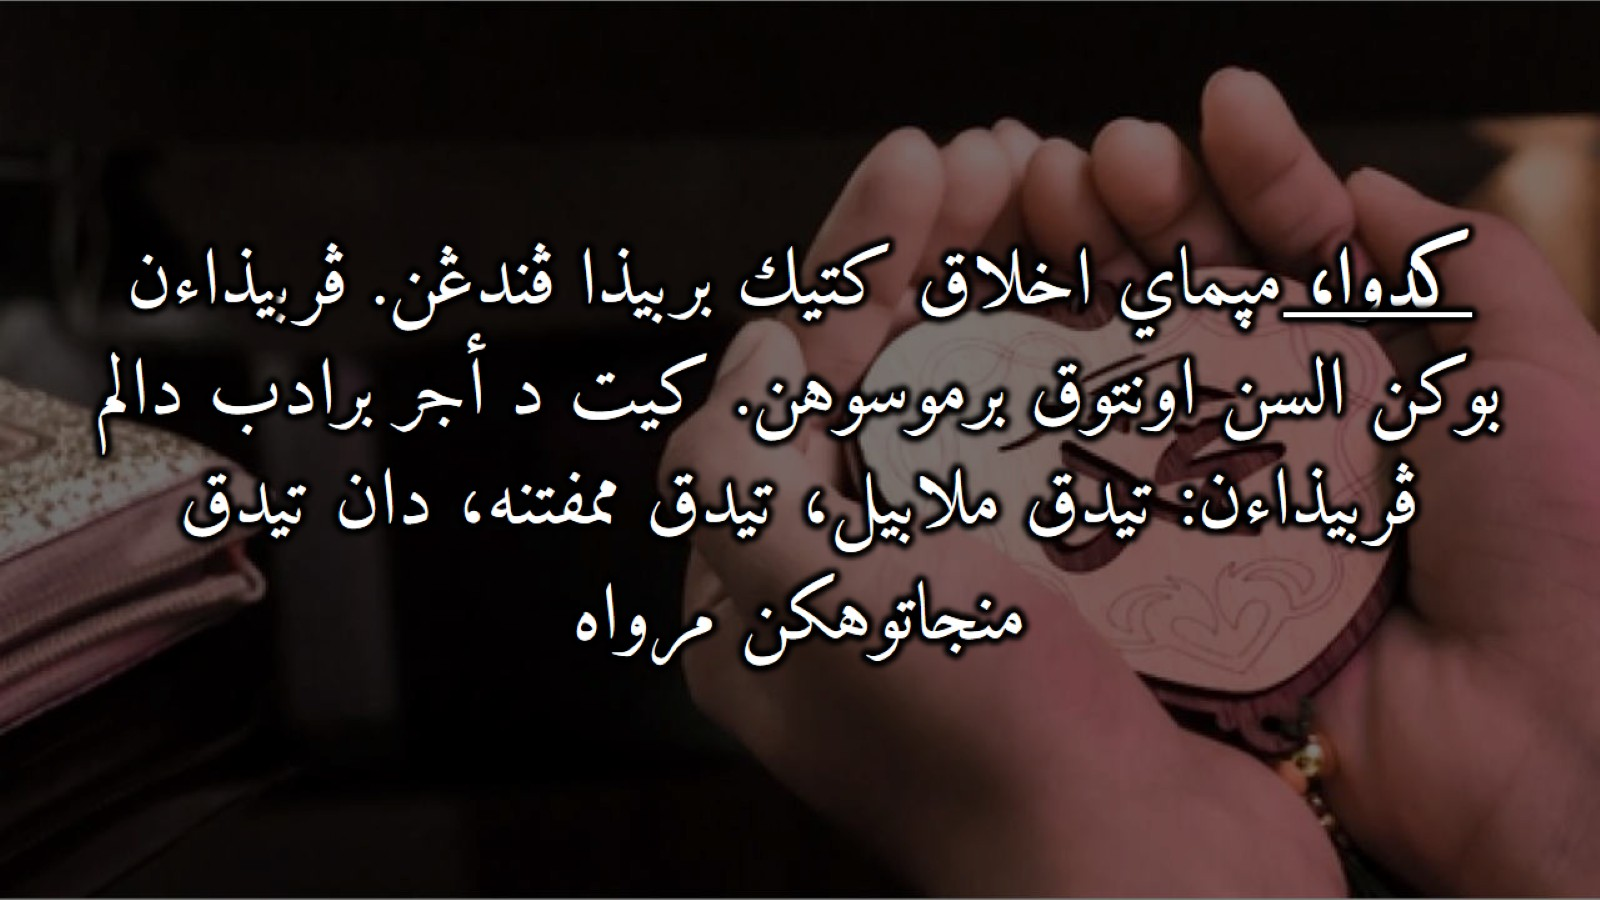 كدوا، مڽماي اخلاق كتيك بربيذا ڤندڠن. ڤربيذاءن
بوكن السن اونتوق برموسوهن. كيت د أجر برادب دالم
ڤربيذاءن: تيدق ملابيل، تيدق ممفتنه، دان تيدق
منجاتوهكن مرواه